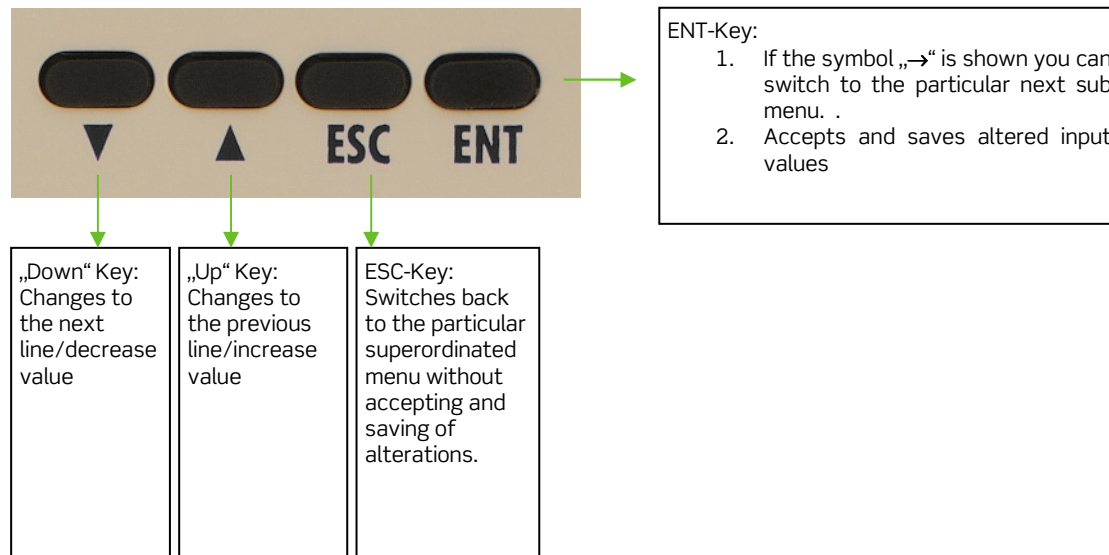 ▼ ▲ ESC ENT
ENT-Key:
1. If the symbol „→“ is shown you can
switch to the particular next sub
menu. .
2. Accepts and saves altered input
values
„Down“ Key:
Changes to
the next
line/decrease
value
„Up“ Key:
Changes to
the previous
line/increase
value
ESC-Key:
Switches back
to the particular
superordinated
menu without
accepting and
saving of
alterations.